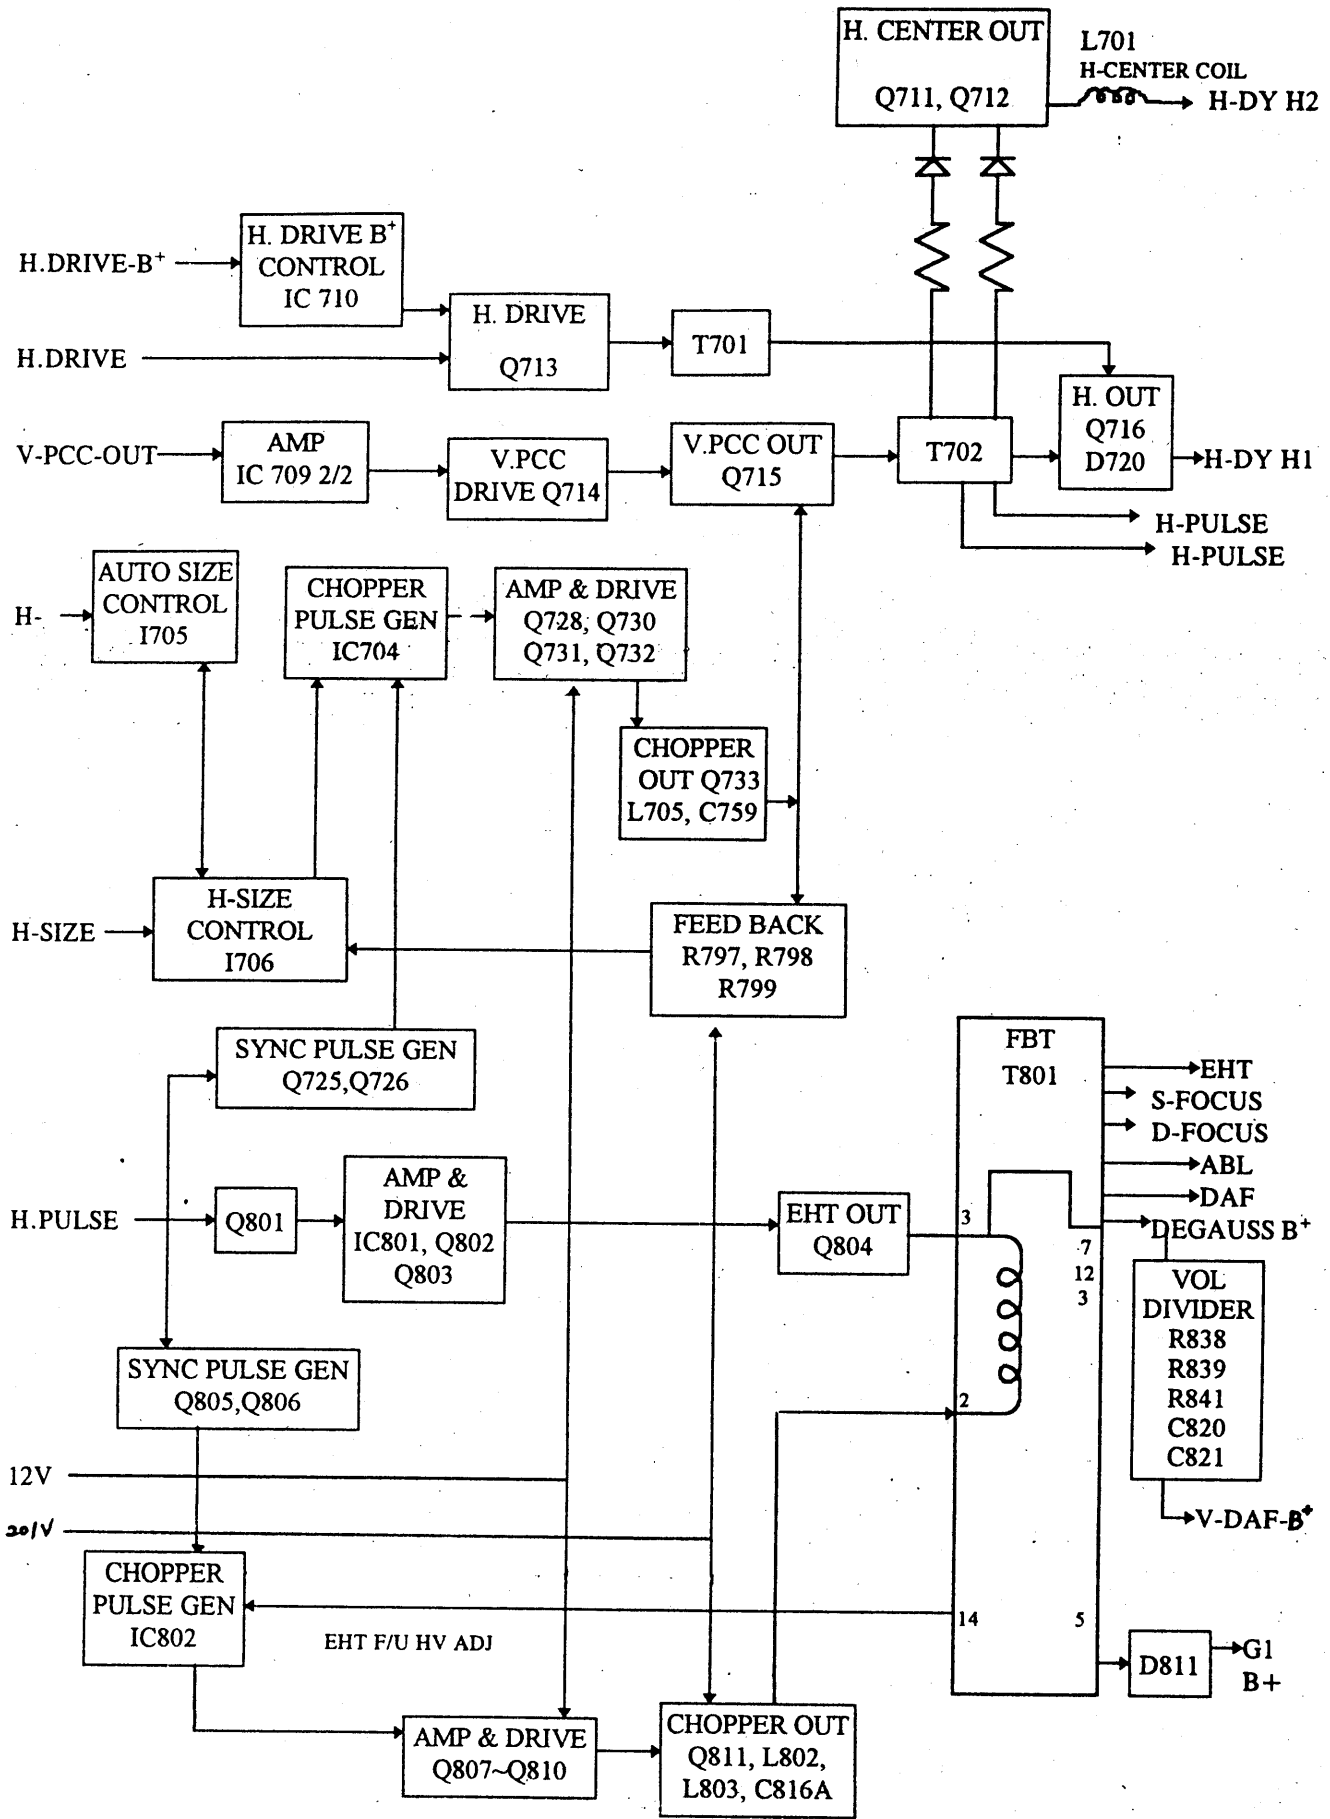 H. CENTER OUT
Q711, Q712
L701
H-CENTER COIL
H-DY H2
H.DRIVE-B+
H. DRIVE B+
CONTROL
IC 710
H.DRIVE
H. DRIVE
Q713
T701
H. OUT
Q716
D720
H-DY H1
V-PCC-OUT
AMP
IC 709 2/2
V.PCC
DRIVE Q714
V.PCC OUT
Q715
T702
H-PULSE
H-PULSE
H-
AUTO SIZE
CONTROL
I705
CHOPPER
PULSE GEN
IC704
AMP & DRIVE
Q728, Q730
Q731, Q732
CHOPPER
OUT Q733
L705, C759
H-SIZE
H-SIZE
CONTROL
I706
FEED BACK
R797, R798
R799
SYNC PULSE GEN
Q725,Q726
FBT
T801
EHT
S-FOCUS
D-FOCUS
ABL
DAF
DEGAUSS B+
H.PULSE
Q801
AMP &
DRIVE
IC801, Q802
Q803
EHT OUT
Q804
3
7
12
3
2
VOL
DIVIDER
R838
R839
R841
C820
C821
V-DAF-B+
SYNC PULSE GEN
Q805,Q806
12V
201V
CHOPPER
PULSE GEN
IC802
EHT F/U HV ADJ
14
5
D811
G1
B+
AMP & DRIVE
Q807~Q810
CHOPPER OUT
Q811, L802,
L803, C816A